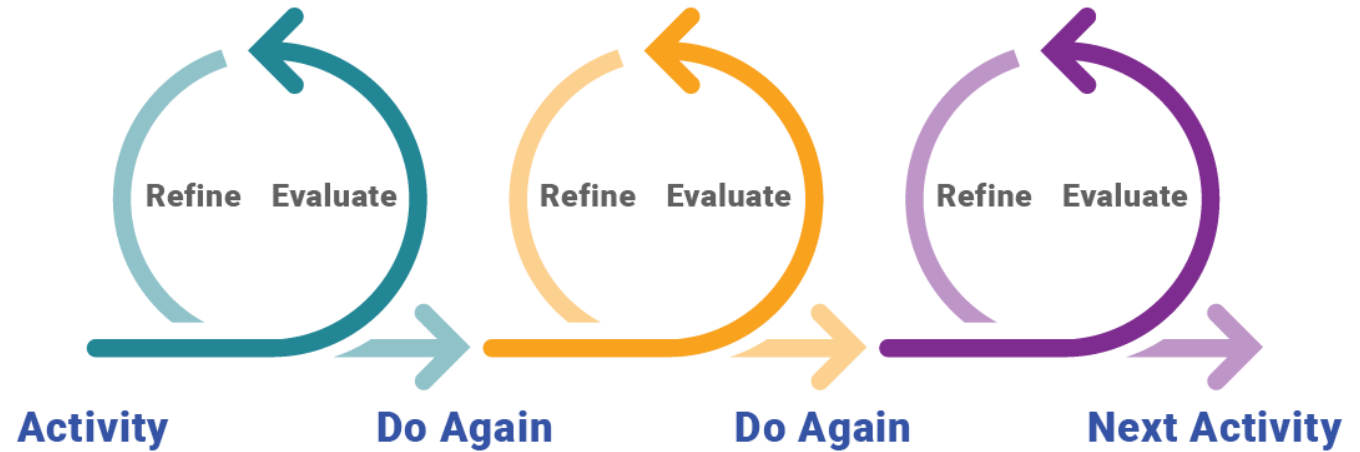 Refine Evaluate Refine Evaluate Refine Evaluate
Activity Do Again Do Again Next Activity